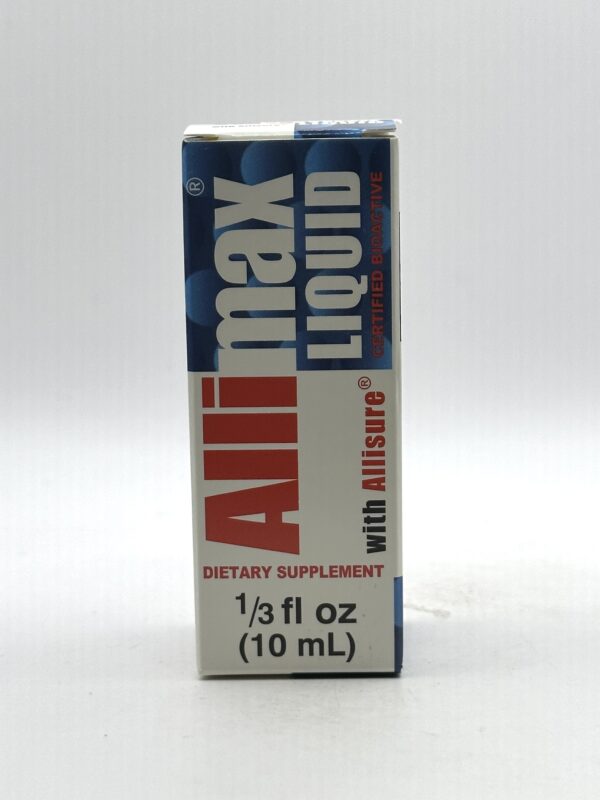 Allimax®
LIQUID
CERTIFIED BIOACTIVE
with Allisure®
DIETARY SUPPLEMENT
1/3 fl oz
(10 mL)